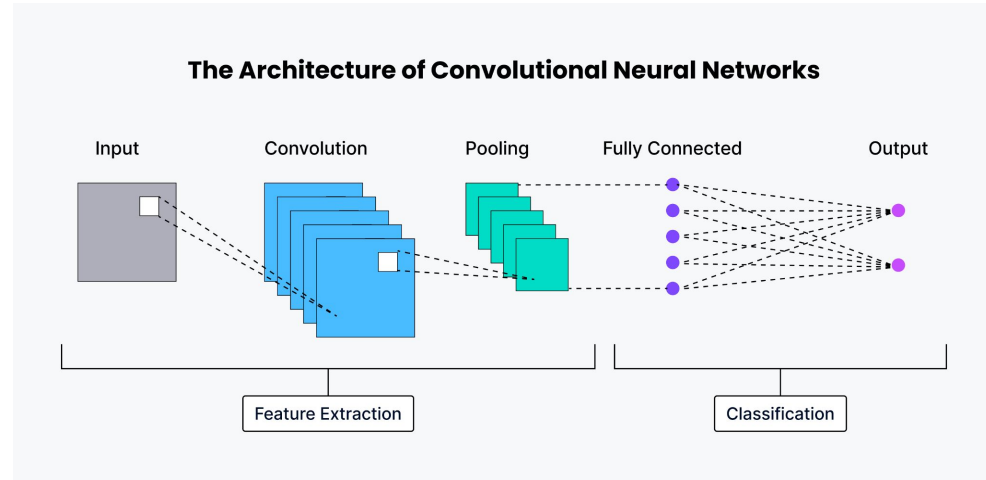 The Architecture of Convolutional Neural Networks
Input
Convolution
Pooling
Fully Connected
Output
Feature Extraction
Classification